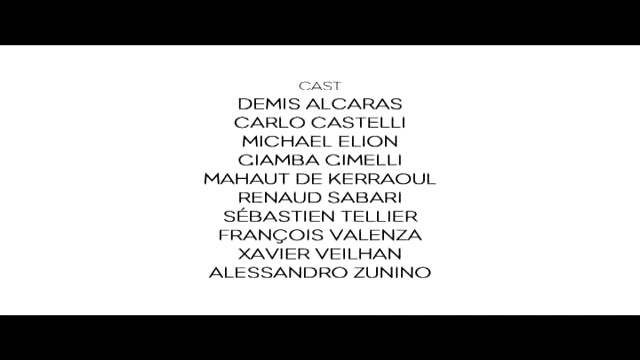 CAST
DEMIS ALCARAS
CARLO CASTELLI
MICHAEL ELION
GIAMBA GIMELLI
MAHAUT DE KERRAOUL
RENAUD SABARI
SÉBASTIEN TELLIER
FRANÇOIS VALENZA
XAVIER VEILHAN
ALESSANDRO ZUNINO